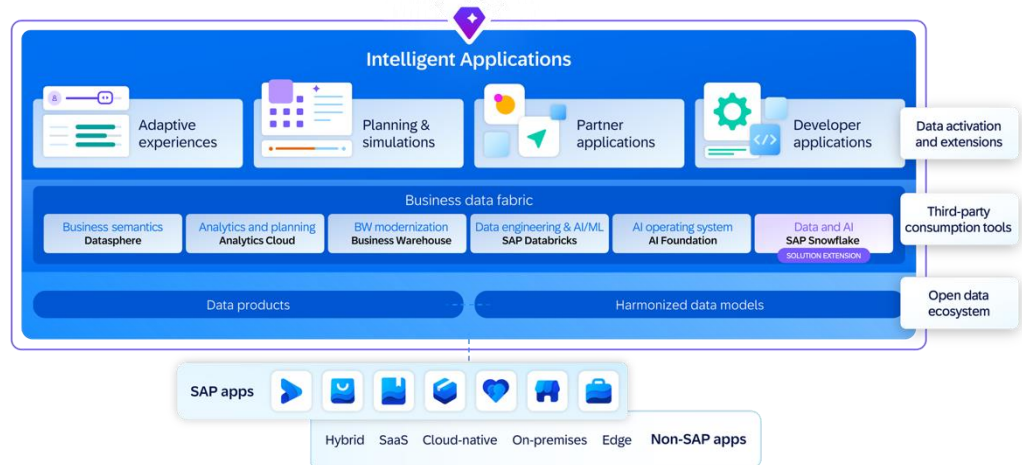 Intelligent Applications
Adaptive
experiences
Planning &
simulations
Partner
applications
Developer
applications
Data activation
and extensions
Business data fabric
Business semantics
Datasphere
Analytics and planning
Analytics Cloud
BW modernization
Business Warehouse
Data engineering & AI/ML
SAP Databricks
AI operating system
AI Foundation
Data and AI
SAP Snowflake
SOLUTION EXTENSION
Third-party
consumption tools
Data products
Harmonized data models
Open data
ecosystem
SAP apps
Hybrid SaaS Cloud-native On-premises Edge Non-SAP apps